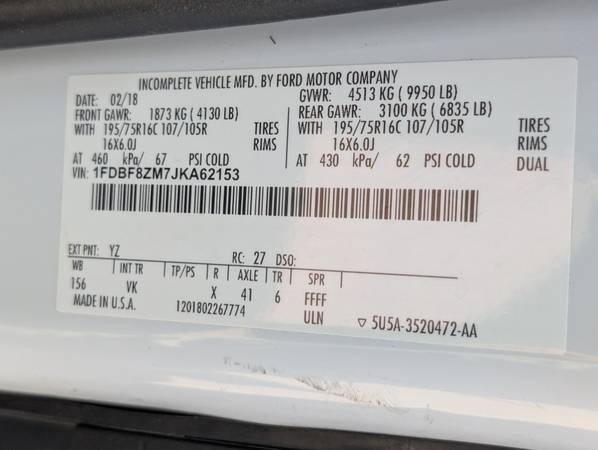 INCOMPLETE VEHICLE MFD. BY FORD MOTOR COMPANY
DATE: 02/18 GVWR: 4513 KG ( 9950 LB)
FRONT GAWR: 1873 KG ( 4130 LB) REAR GAWR: 3100 KG ( 6835 LB)
WITH 195/75R16C 107/105R TIRES WITH 195/75R16C 107/105R TIRES
16X6.0J RIMS 16X6.0J RIMS
AT 460 kPa/ 67 PSI COLD AT 430 kPa/ 62 PSI COLD DUAL
VIN: 1FDBF8ZM7JKA62153
EXT PNT: YZ RC: 27 DSO:
WB INT TR TP/PS R AXLE TR SPR
156 VK X 41 6 FFFF
MADE IN U.S.A. 1201802267774 ULN ▽ 5U5A-3520472-AA